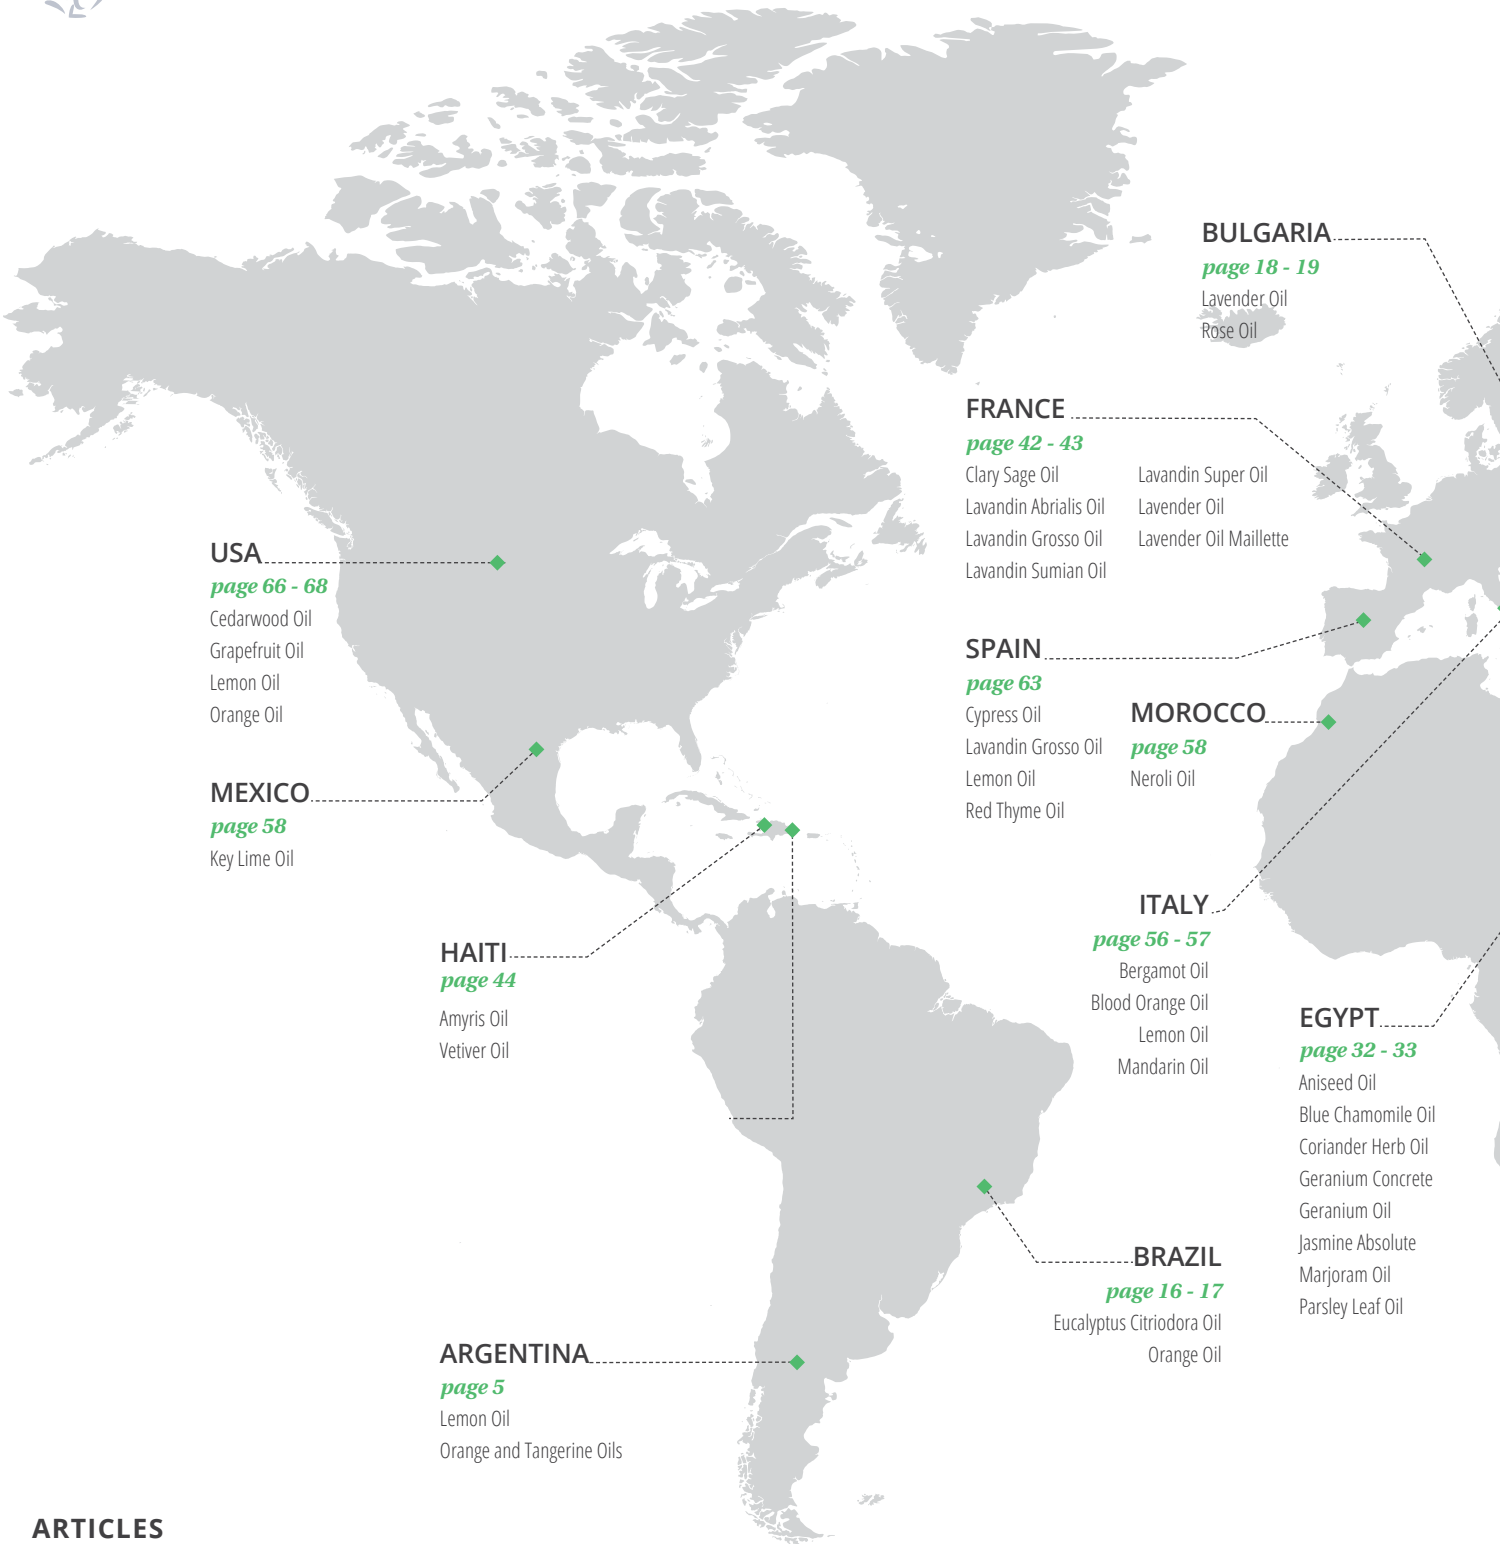 BULGARIA
page 18 - 19
Lavender Oil
Rose Oil
FRANCE
page 42 - 43
Clary Sage Oil
Lavandin Abrialis Oil
Lavandin Grosso Oil
Lavandin Sumian Oil
Lavandin Super Oil
Lavender Oil
Lavender Oil Maillette
USA
page 66 - 68
Cedarwood Oil
Grapefruit Oil
Lemon Oil
Orange Oil
SPAIN
page 63
Cypress Oil
Lavandin Grosso Oil
Lemon Oil
Red Thyme Oil
MOROCCO
page 58
Neroli Oil
MEXICO
page 58
Key Lime Oil
ITALY
page 56 - 57
Bergamot Oil
Blood Orange Oil
Lemon Oil
Mandarin Oil
HAITI
page 44
Amyris Oil
Vetiver Oil
EGYPT
page 32 - 33
Aniseed Oil
Blue Chamomile Oil
Coriander Herb Oil
Geranium Concrete
Geranium Oil
Jasmine Absolute
Marjoram Oil
Parsley Leaf Oil
BRAZIL
page 16 - 17
Eucalyptus Citriodora Oil
Orange Oil
ARGENTINA
page 5
Lemon Oil
Orange and Tangerine Oils
ARTICLES